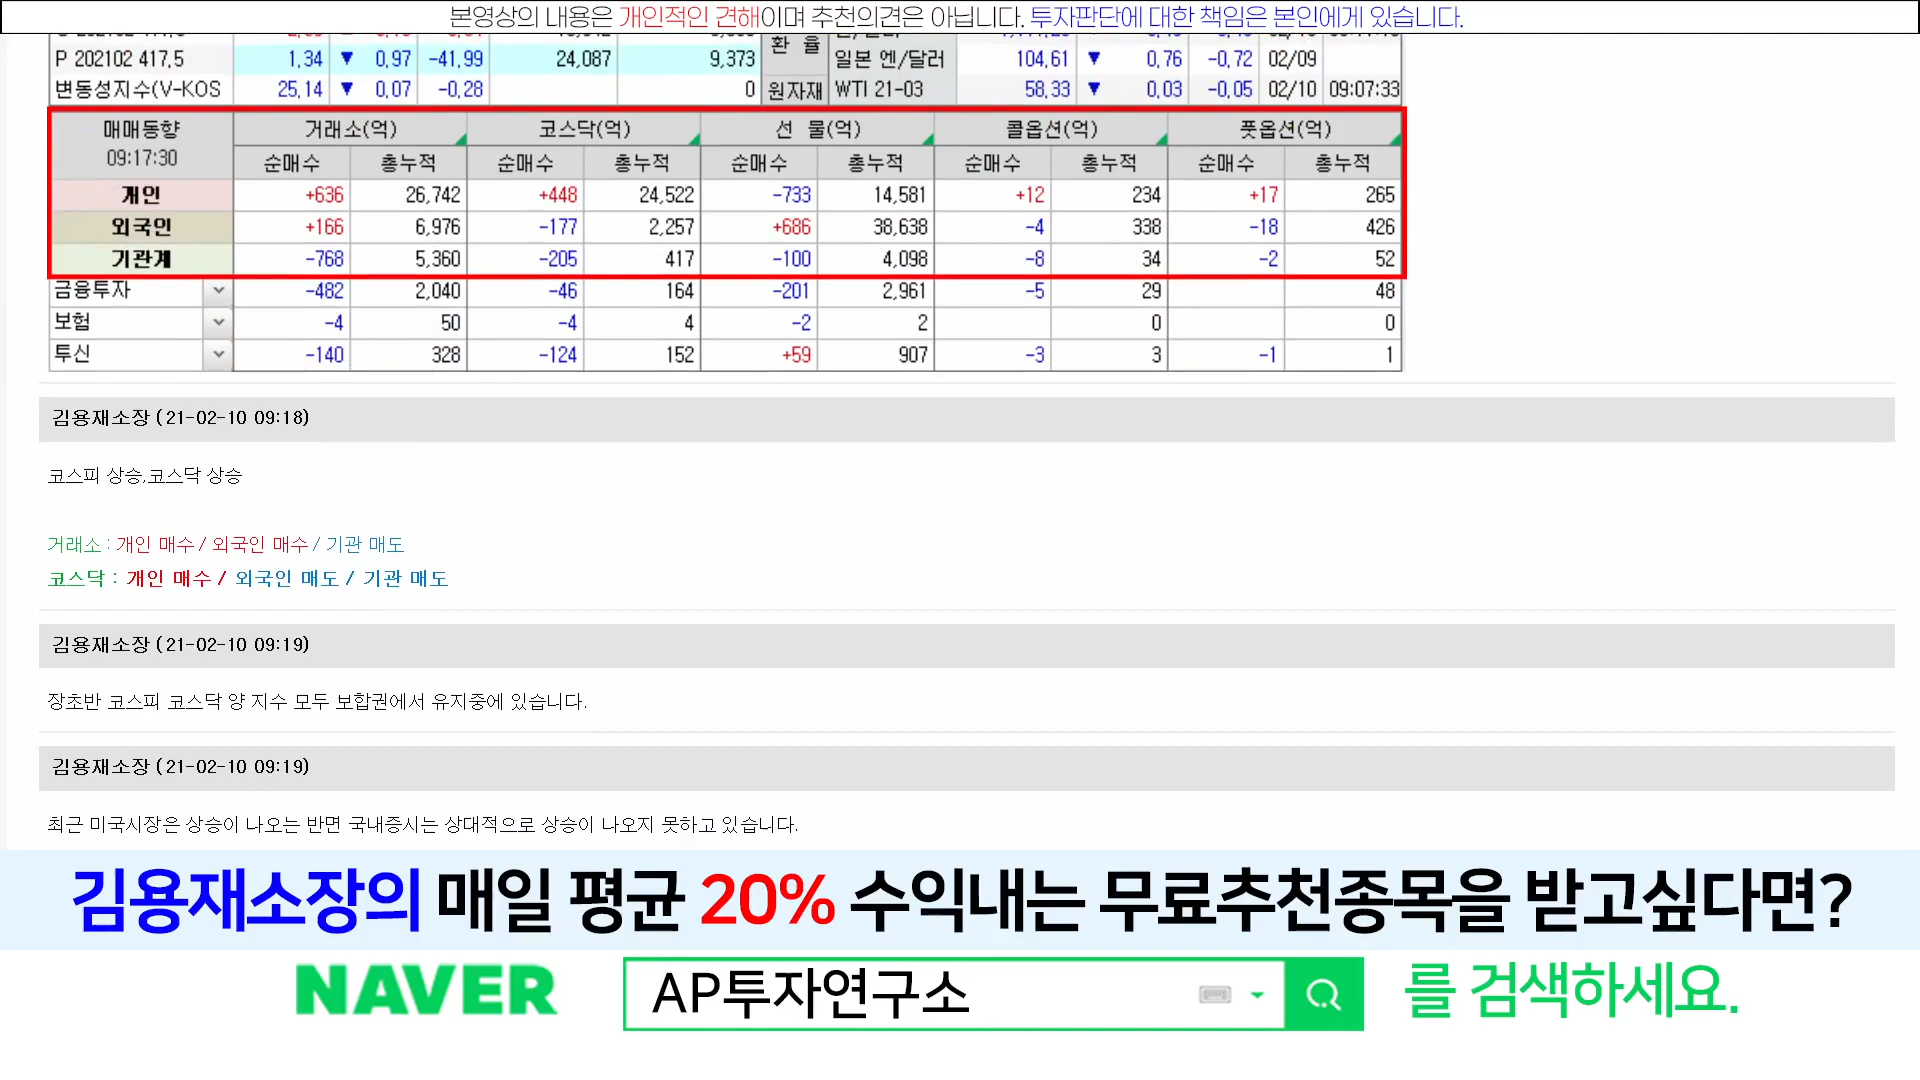 본영상의 내용은 개인적인 견해이며 추천의견은 아닙니다. 투자판단에 대한 책임은 본인에게 있습니다.
P 202102 417,5 1,34 ▼ 0,97 -41,99 24,087 9,373 환 율 일본 엔/달러 104,61 ▼ 0,76 -0,72 02/09
변동성지수(V-KOS 25,14 ▼ 0,07 -0,28 0 원자재 WTI 21-03 58,33 ▼ 0,03 -0,05 02/10 09:07:33
매매동향 거래소(억) 코스닥(억) 선 물(억) 콜옵션(억) 풋옵션(억)
09:17:30 순매수 총누적 순매수 총누적 순매수 총누적 순매수 총누적 순매수 총누적
개인 +636 26,742 +448 24,522 -733 14,581 +12 234 +17 265
외국인 +166 6,976 -177 2,257 +686 38,638 -4 338 -18 426
기관계 -768 5,360 -205 417 -100 4,098 -8 34 -2 52
금융투자 -482 2,040 -46 164 -201 2,961 -5 29 48
보험 -4 50 -4 4 -2 2 0 0
투신 -140 328 -124 152 +59 907 -3 3 -1 1
김용재소장 (21-02-10 09:18)
코스피 상승,코스닥 상승
거래소 : 개인 매수 / 외국인 매수 / 기관 매도
코스닥 : 개인 매수 / 외국인 매도 / 기관 매도
김용재소장 (21-02-10 09:19)
장초반 코스피 코스닥 양 지수 모두 보합권에서 유지중에 있습니다.
김용재소장 (21-02-10 09:19)
최근 미국시장은 상승이 나오는 반면 국내증시는 상대적으로 상승이 나오지 못하고 있습니다.
김용재소장의 매일 평균 20% 수익내는 무료추천종목을 받고싶다면?
NAVER AP투자연구소 를 검색하세요.